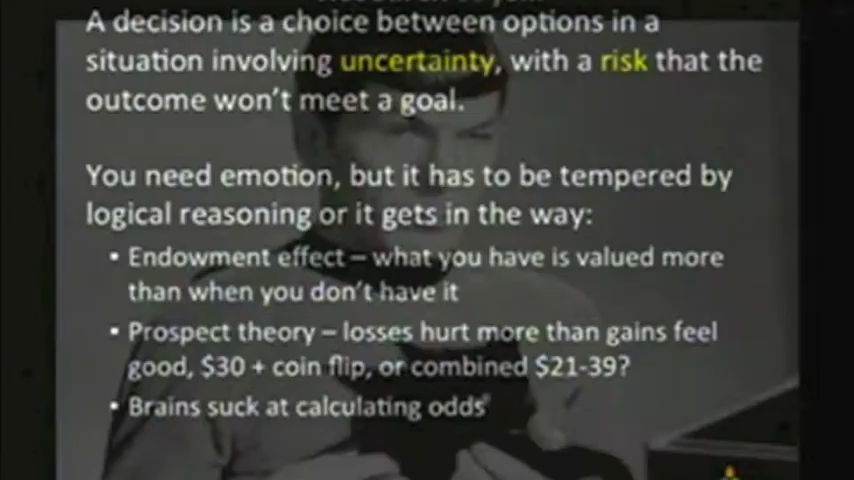 A decision is a choice between options in a
situation involving uncertainty, with a risk that the
outcome won't meet a goal.
You need emotion, but it has to be tempered by
logical reasoning or it gets in the way:
• Endowment effect – what you have is valued more
than when you don't have it
• Prospect theory – losses hurt more than gains feel
good, $30 + coin flip, or combined $21-39?
• Brains suck at calculating odds